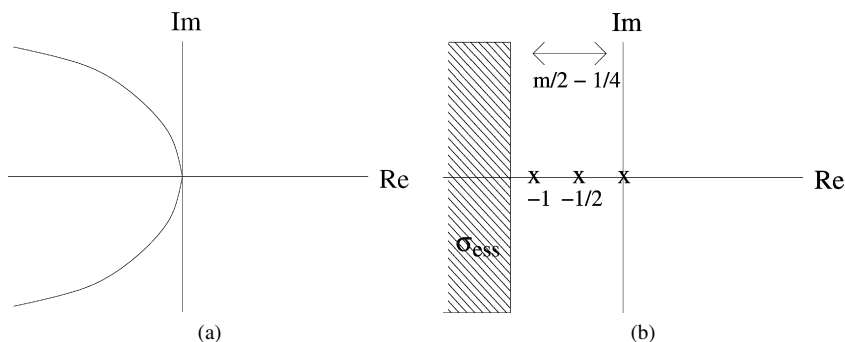 Im
Re
(a)
Im
m/2 − 1/4
x x x
−1 −1/2
Re
σess
(b)